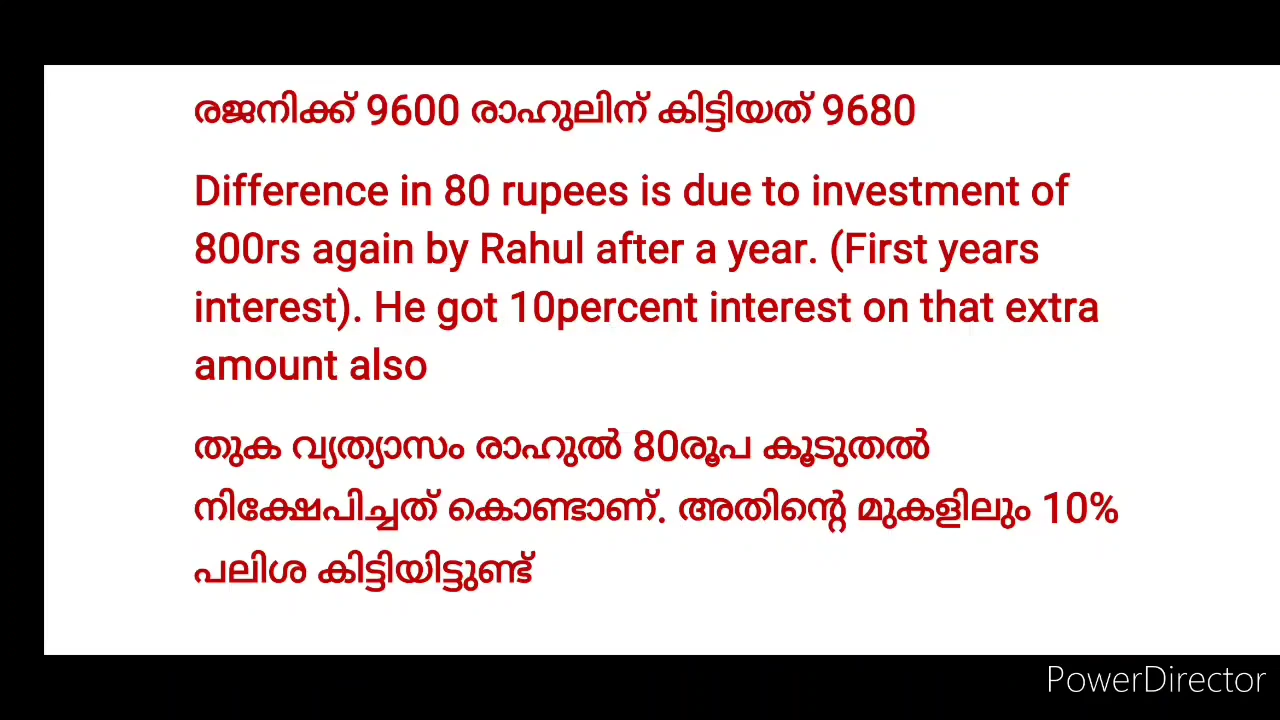 രജനിക്ക് 9600 രാഹുലിന് കിട്ടിയത് 9680
Difference in 80 rupees is due to investment of
800rs again by Rahul after a year. (First years
interest). He got 10percent interest on that extra
amount also
തുക വ്യത്യാസം രാഹുൽ 80രൂപ കൂടുതൽ
നിക്ഷേപിച്ചത് കൊണ്ടാണ്. അതിന്റെ മുകളിലും 10%
പലിശ കിട്ടിയിട്ടുണ്ട്
PowerDirector